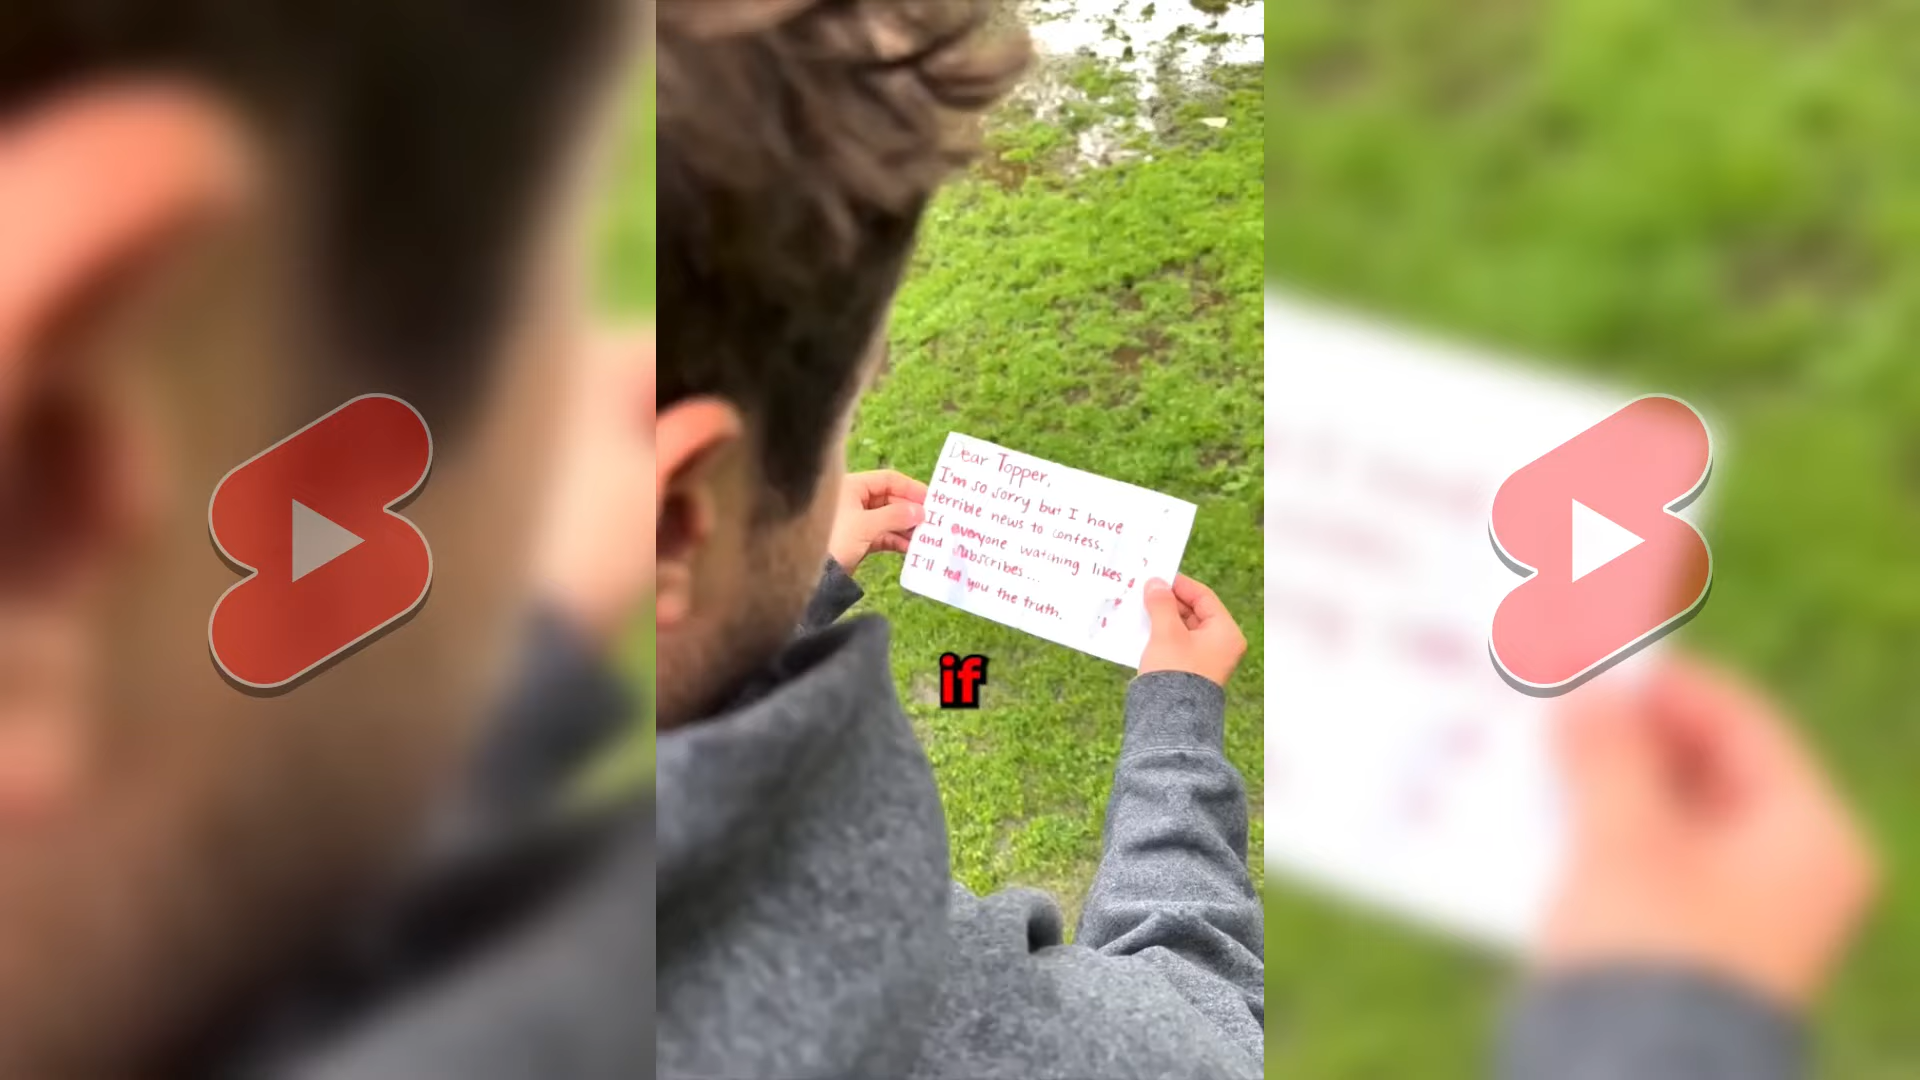 Dear Topper,
I'm so sorry but I have
terrible news to confess.
If everyone watching likes
and subscribes...
I'll tell you the truth.
if